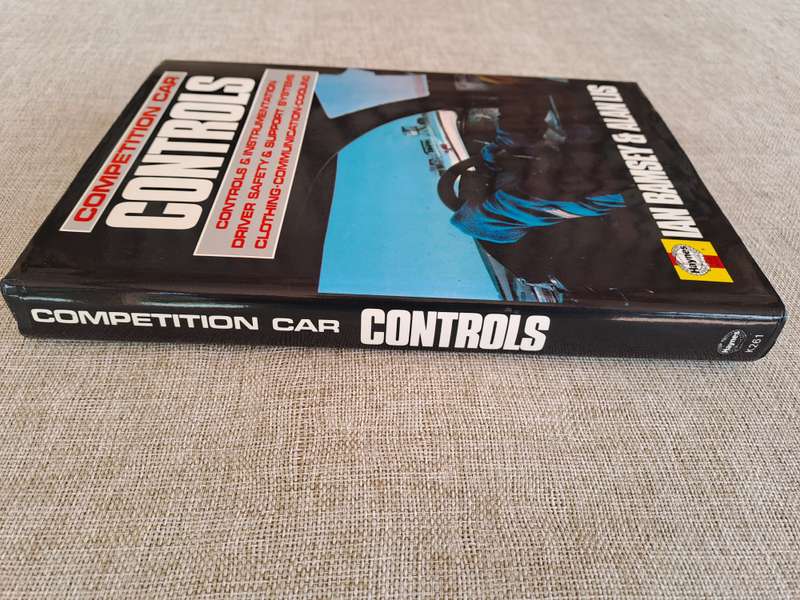 COMPETITION CAR
CONTROLS
CONTROLS & INSTRUMENTATION
DRIVER SAFETY & SUPPORT SYSTEMS
CLOTHING-COMMUNICATION-COOLING
IAN BAMSEY & ALAN LIS
Haynes
COMPETITION CAR CONTROLS
Haynes
K261